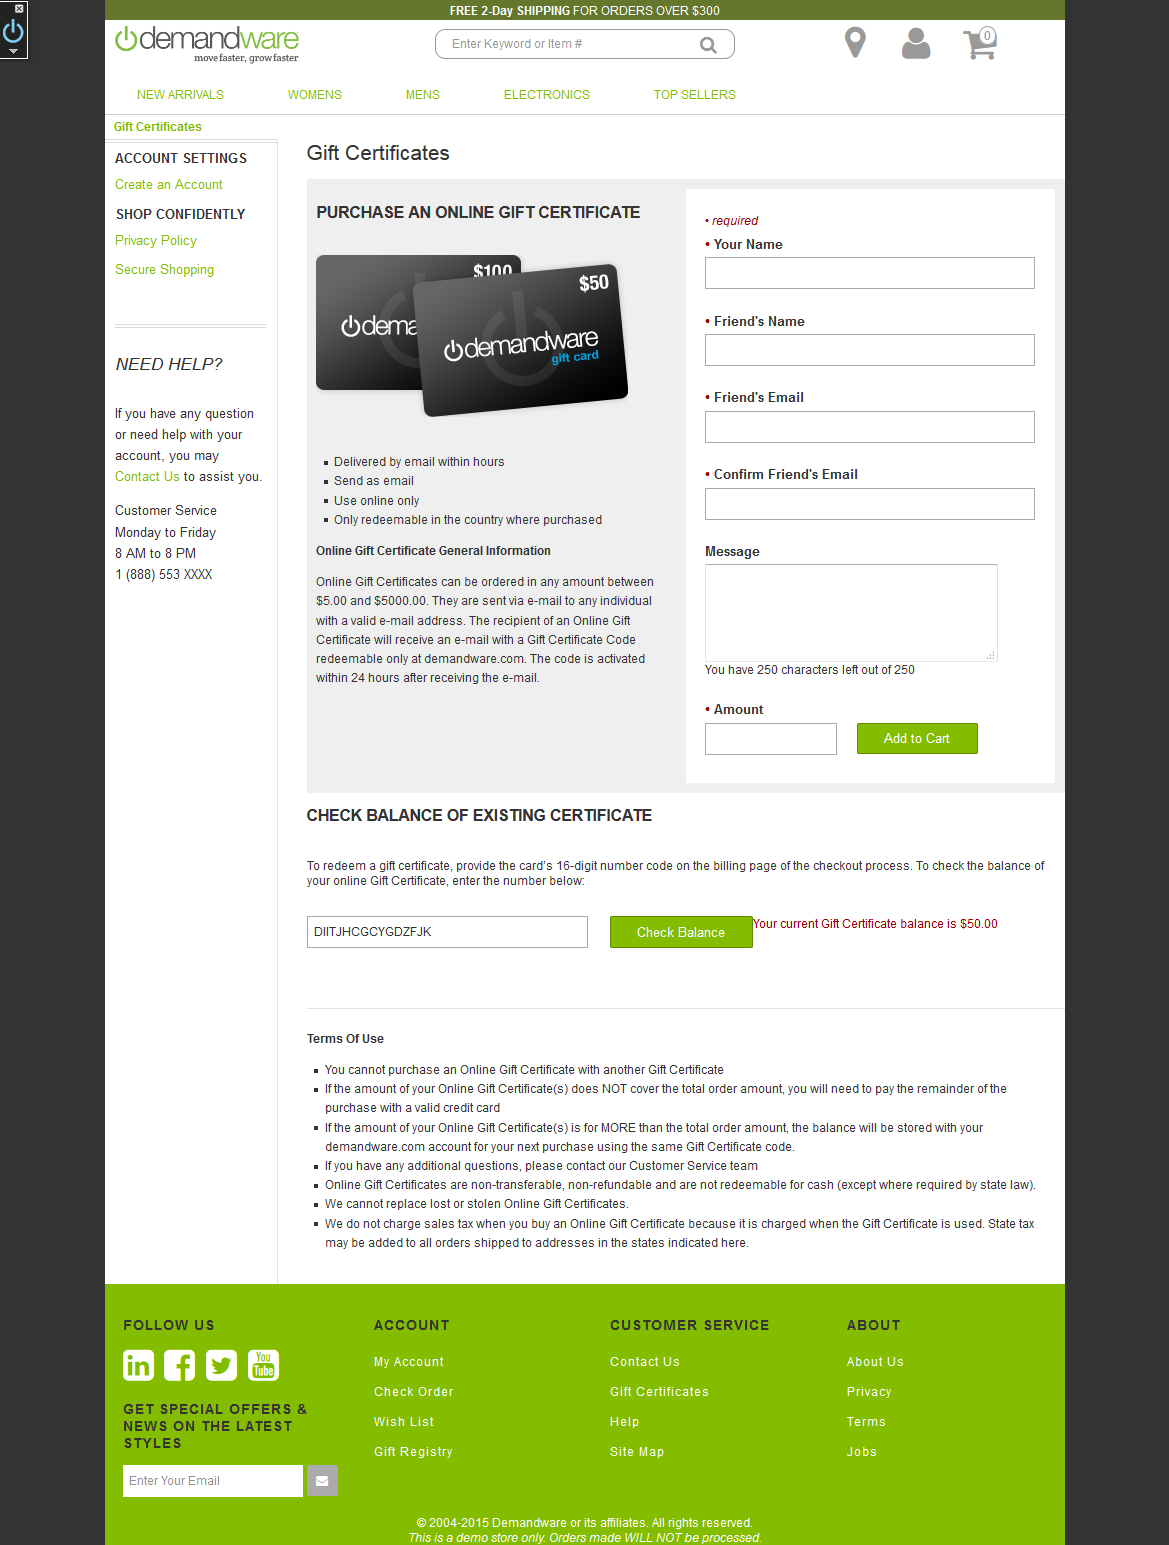 FREE 2-Day SHIPPING FOR ORDERS OVER $300
demandware
move faster, grow faster
Enter Keyword or Item #
0
NEW ARRIVALS WOMENS MENS ELECTRONICS TOP SELLERS
Gift Certificates
ACCOUNT SETTINGS
Create an Account
SHOP CONFIDENTLY
Privacy Policy
Secure Shopping
NEED HELP?
If you have any question
or need help with your
account, you may
Contact Us to assist you.
Customer Service
Monday to Friday
8 AM to 8 PM
1 (888) 553 XXXX
Gift Certificates
PURCHASE AN ONLINE GIFT CERTIFICATE
$100
dema
$50
demandware
gift card
Delivered by email within hours
Send as email
Use online only
Only redeemable in the country where purchased
Online Gift Certificate General Information
Online Gift Certificates can be ordered in any amount between
$5.00 and $5000.00. They are sent via e-mail to any individual
with a valid e-mail address. The recipient of an Online Gift
Certificate will receive an e-mail with a Gift Certificate Code
redeemable only at demandware.com. The code is activated
within 24 hours after receiving the e-mail.
• required
• Your Name
• Friend's Name
• Friend's Email
• Confirm Friend's Email
Message
You have 250 characters left out of 250
• Amount
Add to Cart
CHECK BALANCE OF EXISTING CERTIFICATE
To redeem a gift certificate, provide the card's 16-digit number code on the billing page of the checkout process. To check the balance of
your online Gift Certificate, enter the number below:
DIITJHCGCYGDZFJK
Check Balance
Your current Gift Certificate balance is $50.00
Terms Of Use
You cannot purchase an Online Gift Certificate with another Gift Certificate
If the amount of your Online Gift Certificate(s) does NOT cover the total order amount, you will need to pay the remainder of the
purchase with a valid credit card
If the amount of your Online Gift Certificate(s) is for MORE than the total order amount, the balance will be stored with your
demandware.com account for your next purchase using the same Gift Certificate code.
If you have any additional questions, please contact our Customer Service team
Online Gift Certificates are non-transferable, non-refundable and are not redeemable for cash (except where required by state law).
We cannot replace lost or stolen Online Gift Certificates.
We do not charge sales tax when you buy an Online Gift Certificate because it is charged when the Gift Certificate is used. State tax
may be added to all orders shipped to addresses in the states indicated here.
FOLLOW US
in
You
Tube
GET SPECIAL OFFERS &
NEWS ON THE LATEST
STYLES
Enter Your Email
ACCOUNT
My Account
Check Order
Wish List
Gift Registry
CUSTOMER SERVICE
Contact Us
Gift Certificates
Help
Site Map
ABOUT
About Us
Privacy
Terms
Jobs
© 2004-2015 Demandware or its affiliates. All rights reserved.
This is a demo store only. Orders made WILL NOT be processed.